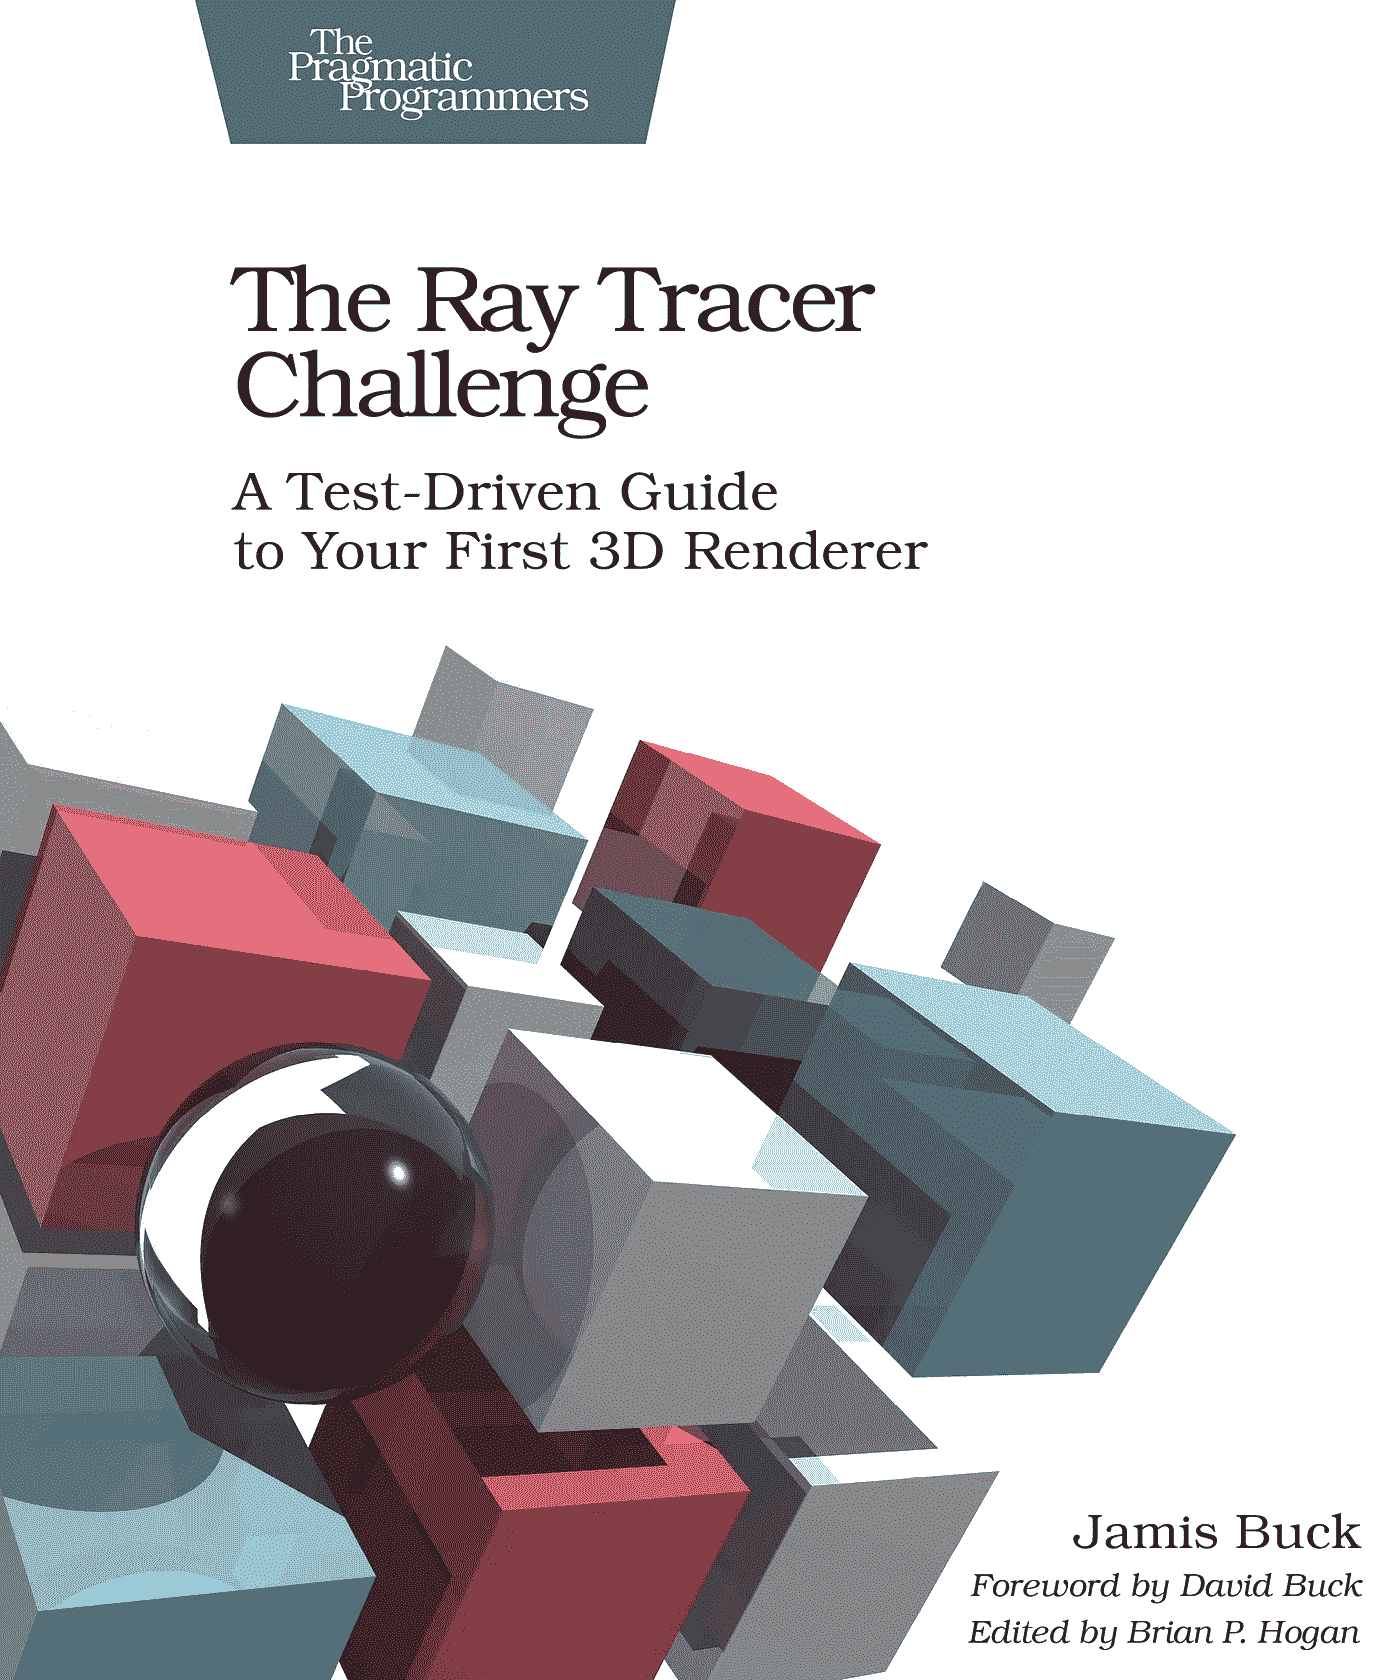 The
Pragmatic
Programmers
The Ray Tracer
Challenge
A Test-Driven Guide
to Your First 3D Renderer
Jamis Buck
Foreword by David Buck
Edited by Brian P. Hogan